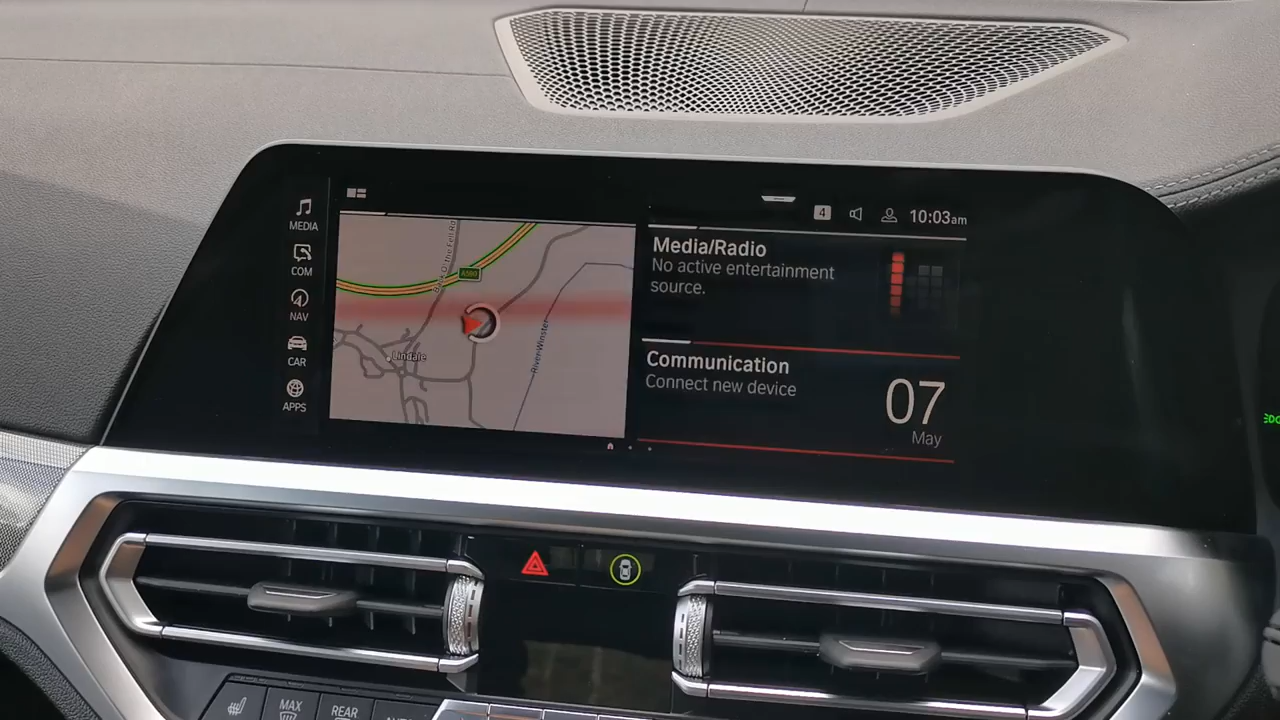 4
10:03am
MEDIA
COM
NAV
CAR
APPS
A590
Lindale
River Winster
Media/Radio
No active entertainment
source.
Communication
Connect new device
07
May
MAX
REAR